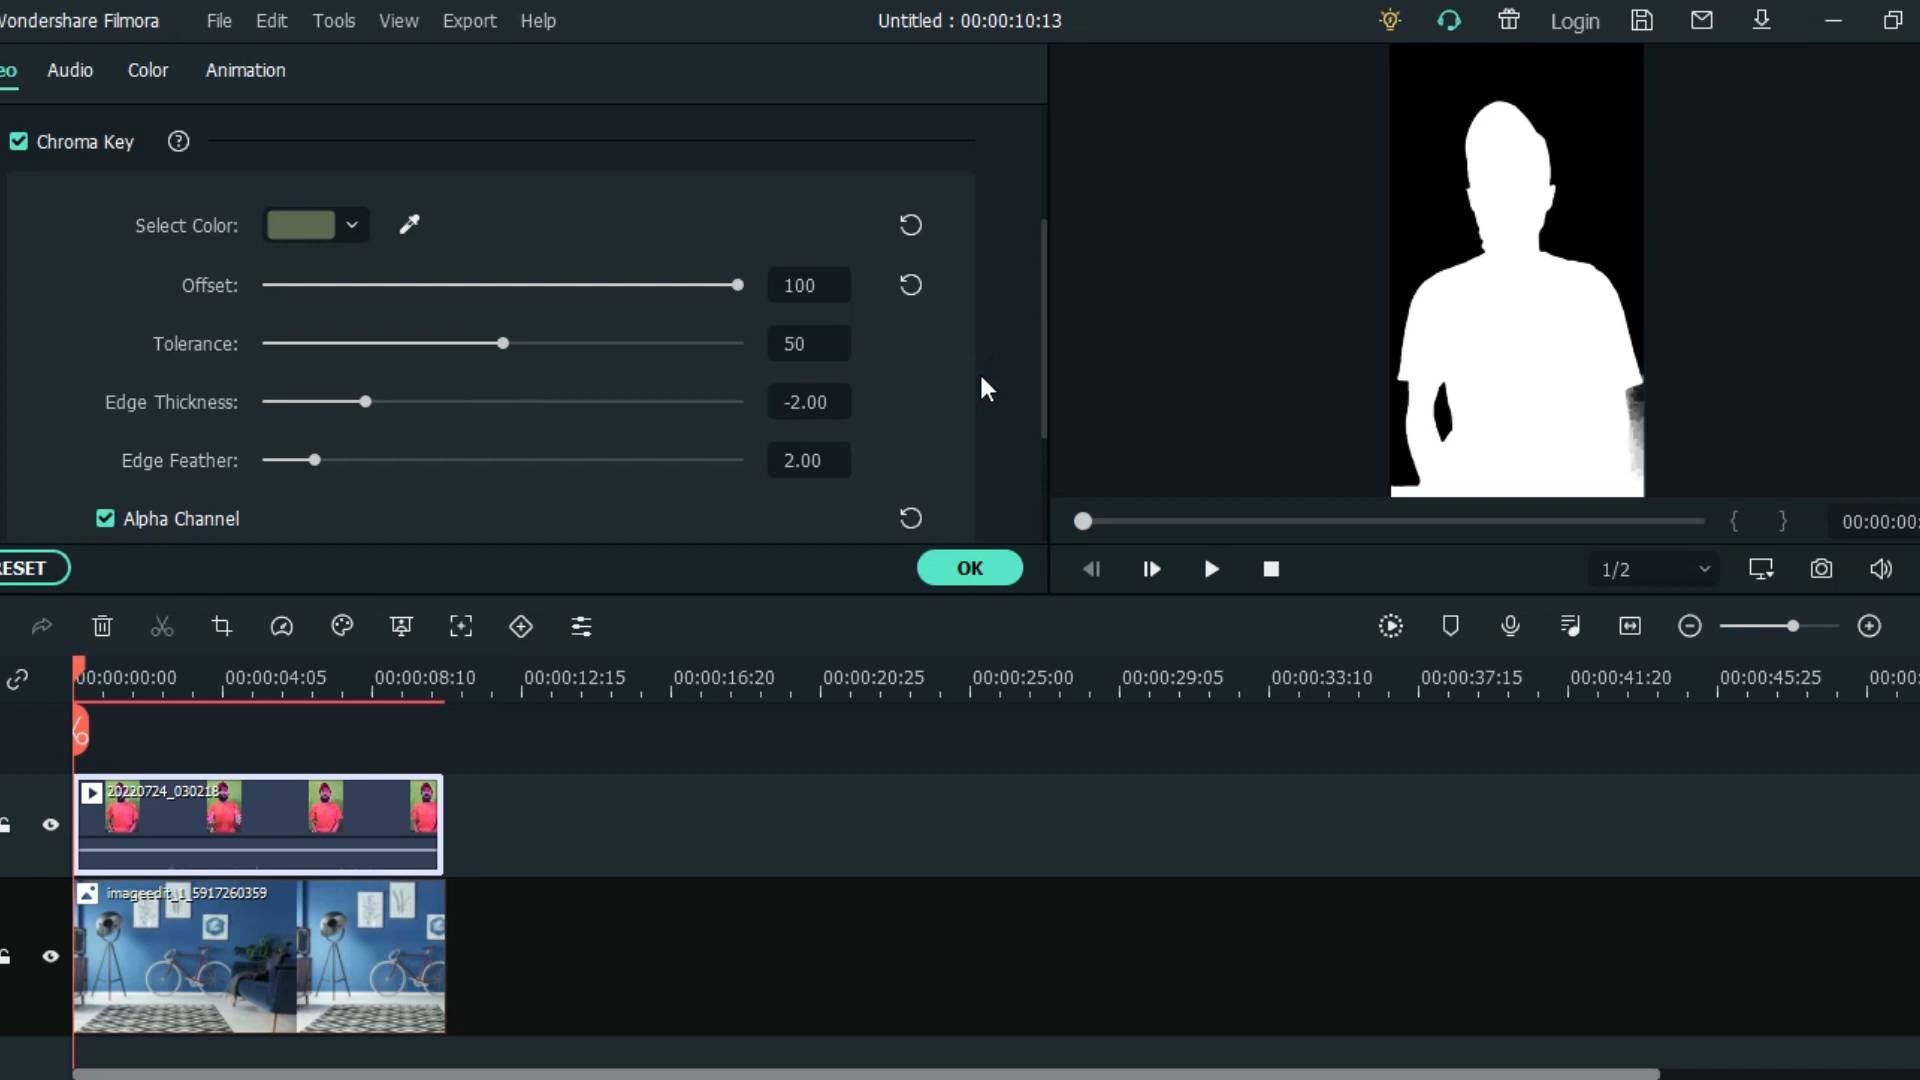 Wondershare Filmora File Edit Tools View Export Help Untitled : 00:00:10:13 Login
eo Audio Color Animation
Chroma Key ?
Select Color:
Offset: 100
Tolerance: 50
Edge Thickness: -2.00
Edge Feather: 2.00
Alpha Channel
{ } 00:00:00:
RESET OK
1/2
00:00:00:00 00:00:04:05 00:00:08:10 00:00:12:15 00:00:16:20 00:00:20:25 00:00:25:00 00:00:29:05 00:00:33:10 00:00:37:15 00:00:41:20 00:00:45:25 00:00:
20220724_030218
imageedit_1_5917260359